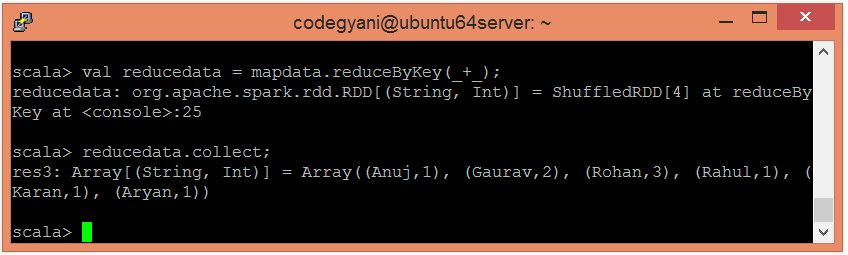 codegyani@ubuntu64server: ~
scala> val reducedata = mapdata.reduceByKey(_+_);
reducedata: org.apache.spark.rdd.RDD[(String, Int)] = ShuffledRDD[4] at reduceBy
Key at <console>:25
scala> reducedata.collect;
res3: Array[(String, Int)] = Array((Anuj,1), (Gaurav,2), (Rohan,3), (Rahul,1), (
Karan,1), (Aryan,1))
scala>